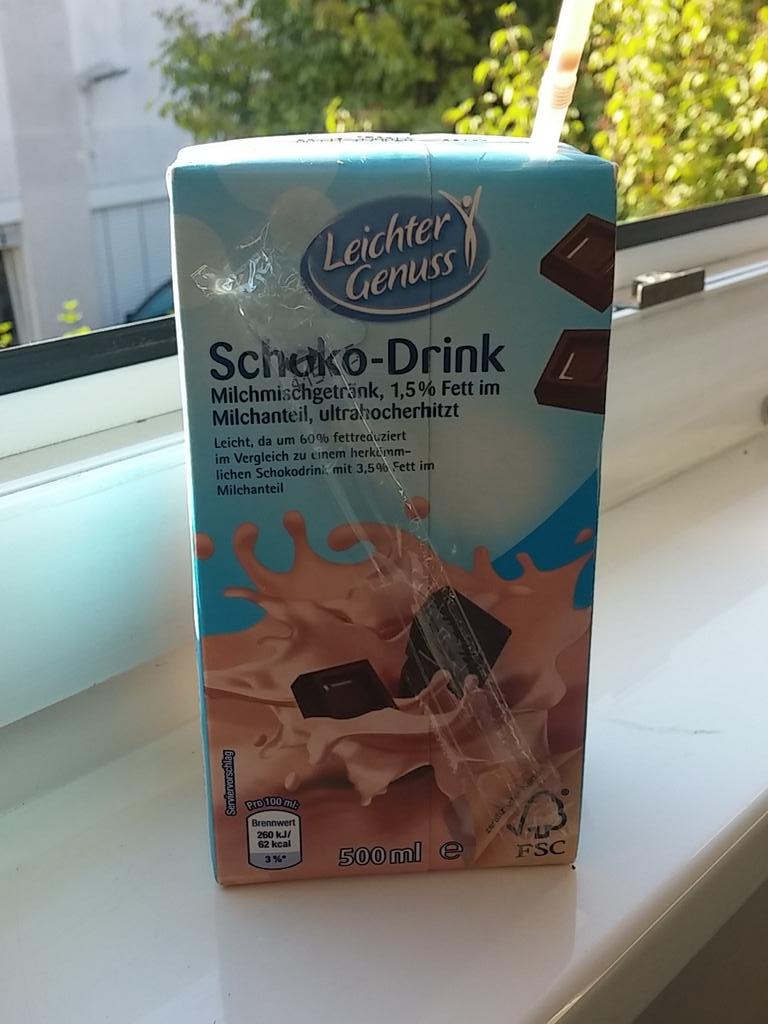 Leichter
Genuss
Schoko-Drink
Milchmischgetränk, 1,5% Fett im
Milchanteil, ultrahocherhitzt
Leicht, da um 60% fettreduziert
im Vergleich zu einem herkömm-
lichen Schokodrink mit 3,5% Fett im
Milchanteil
Serviervorschlag
Pro 100 ml:
Brennwert
260 kJ/
62 kcal
3 %*
500 ml e
FSC